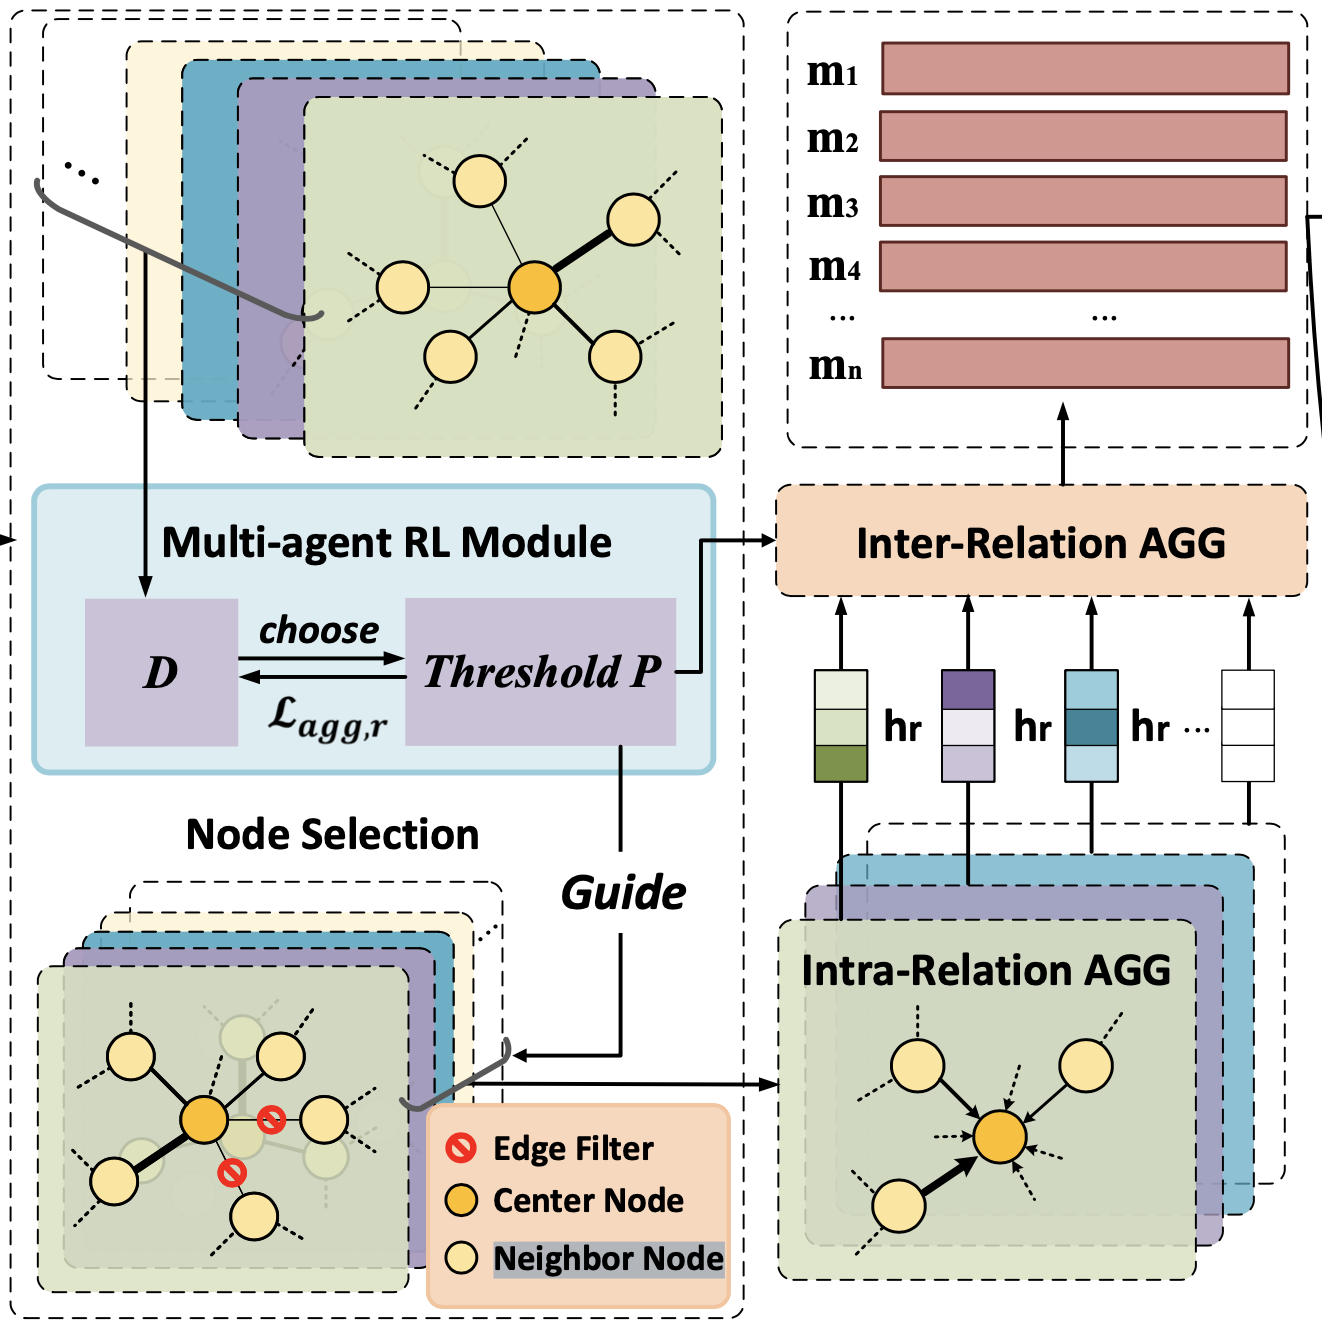 ...
Multi-agent RL Module
D
choose
ℒagg,r
Threshold P
Node Selection
Guide
...
Edge Filter
Center Node
Neighbor Node
m1
m2
m3
m4
... ...
mn
Inter-Relation AGG
hr hr hr ...
Intra-Relation AGG